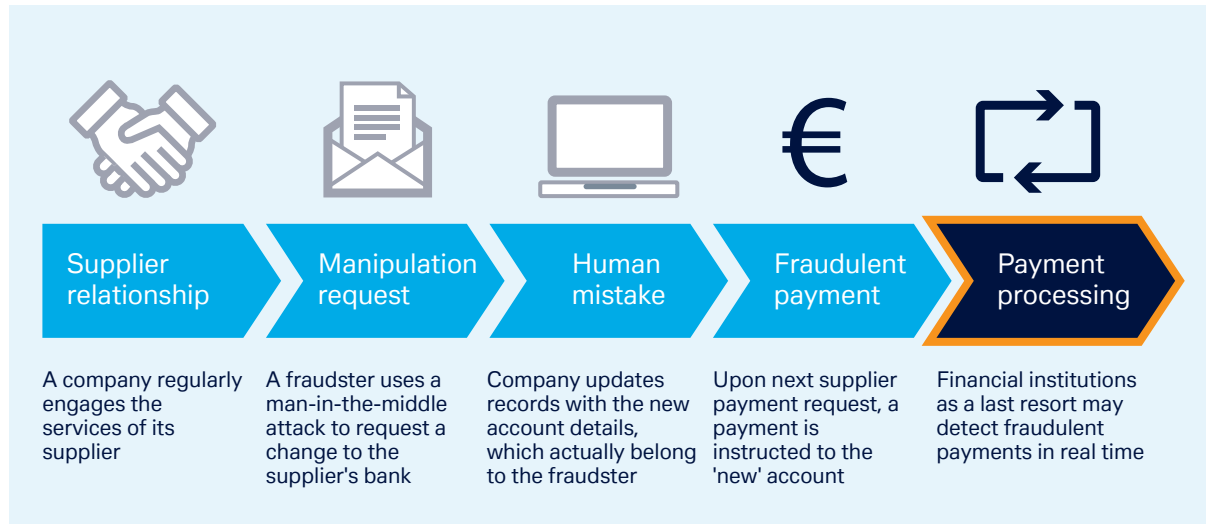 €
Supplier
relationship
Manipulation
request
Human
mistake
Fraudulent
payment
Payment
processing
A company regularly
engages the
services of its
supplier
A fraudster uses a
man-in-the-middle
attack to request a
change to the
supplier's bank
Company updates
records with the new
account details,
which actually belong
to the fraudster
Upon next supplier
payment request, a
payment is
instructed to the
'new' account
Financial institutions
as a last resort may
detect fraudulent
payments in real time